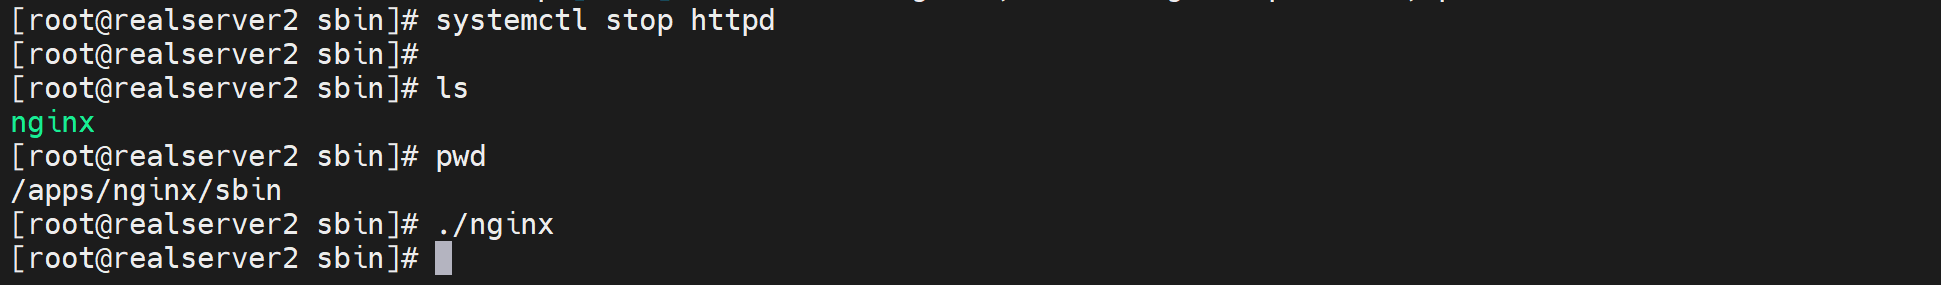 [root@realserver2 sbin]# systemctl stop httpd
[root@realserver2 sbin]#
[root@realserver2 sbin]# ls
nginx
[root@realserver2 sbin]# pwd
/apps/nginx/sbin
[root@realserver2 sbin]# ./nginx
[root@realserver2 sbin]#